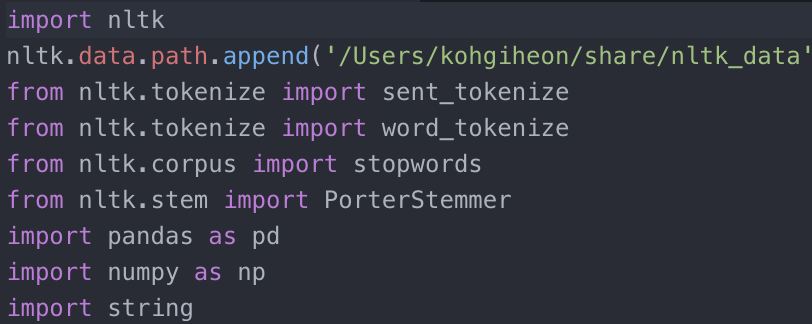 import nltk
nltk.data.path.append('/Users/kohgiheon/share/nltk_data'
from nltk.tokenize import sent_tokenize
from nltk.tokenize import word_tokenize
from nltk.corpus import stopwords
from nltk.stem import PorterStemmer
import pandas as pd
import numpy as np
import string